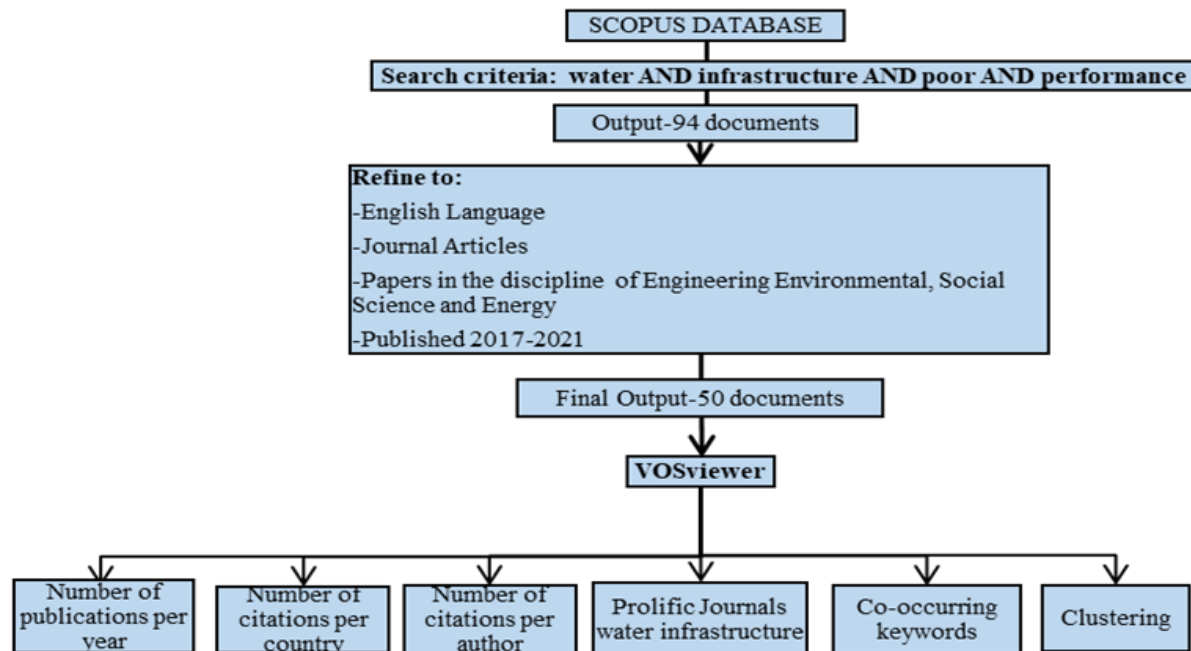 SCOPUS DATABASE
Search criteria: water AND infrastructure AND poor AND performance
Output-94 documents
Refine to:
-English Language
-Journal Articles
-Papers in the discipline of Engineering Environmental, Social
Science and Energy
-Published 2017-2021
Final Output-50 documents
VOSviewer
Number of
publications per
year
Number of
citations per
country
Number of
citations per
author
Prolific Journals
water infrastructure
Co-occurring
keywords
Clustering